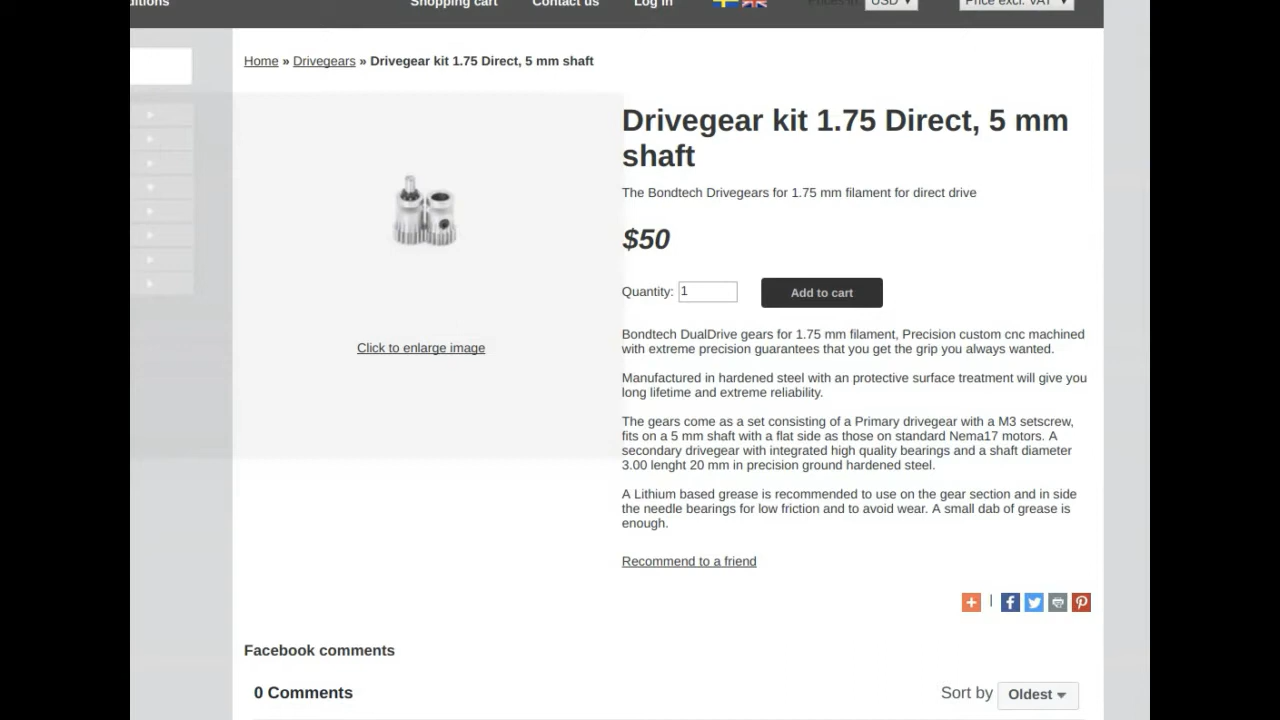 Shopping cart Contact us Log in Prices in: USD Price excl. VAT
Home » Drivegears » Drivegear kit 1.75 Direct, 5 mm shaft
Drivegear kit 1.75 Direct, 5 mm
shaft
The Bondtech Drivegears for 1.75 mm filament for direct drive
$50
Quantity: 1 Add to cart
Click to enlarge image
Bondtech DualDrive gears for 1.75 mm filament, Precision custom cnc machined
with extreme precision guarantees that you get the grip you always wanted.
Manufactured in hardened steel with an protective surface treatment will give you
long lifetime and extreme reliability.
The gears come as a set consisting of a Primary drivegear with a M3 setscrew,
fits on a 5 mm shaft with a flat side as those on standard Nema17 motors. A
secondary drivegear with integrated high quality bearings and a shaft diameter
3.00 lenght 20 mm in precision ground hardened steel.
A Lithium based grease is recommended to use on the gear section and in side
the needle bearings for low friction and to avoid wear. A small dab of grease is
enough.
Recommend to a friend
Facebook comments
0 Comments Sort by Oldest